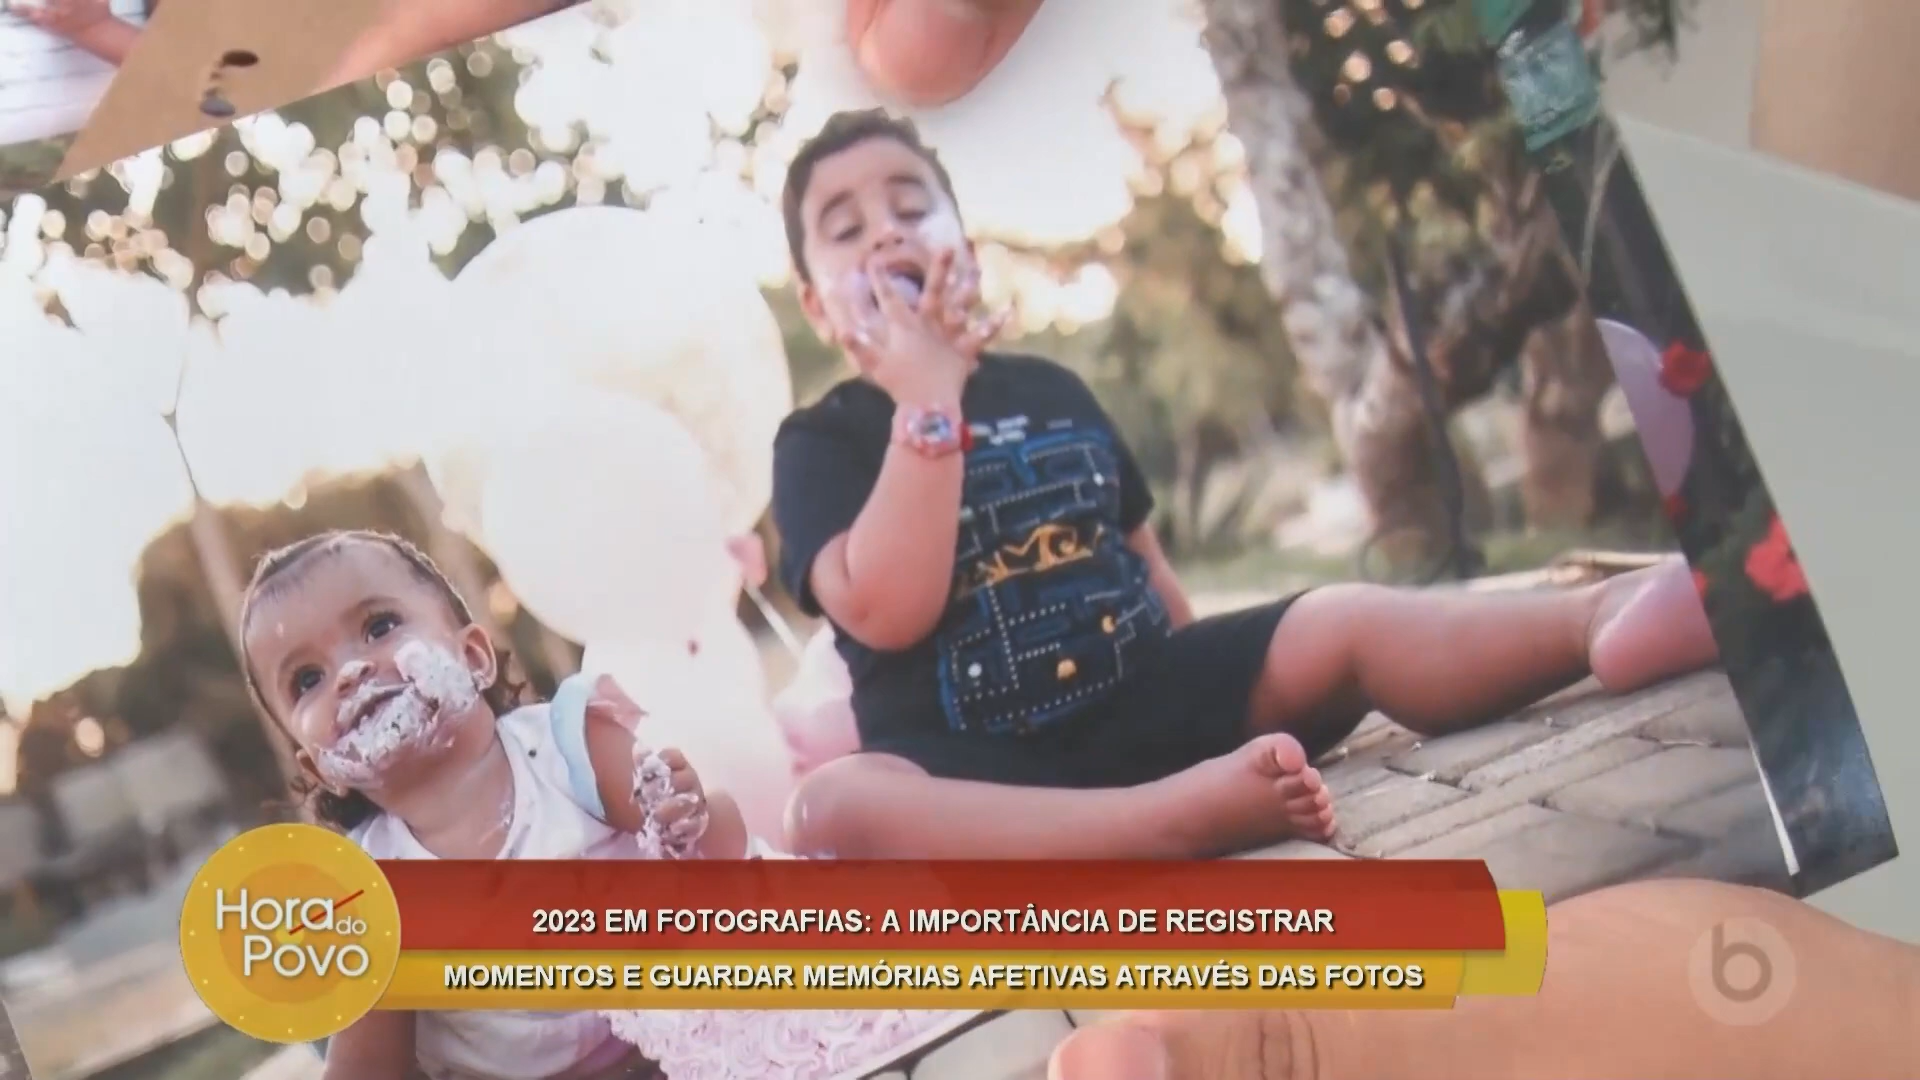 Hora do Povo
2023 EM FOTOGRAFIAS: A IMPORTÂNCIA DE REGISTRAR
MOMENTOS E GUARDAR MEMÓRIAS AFETIVAS ATRAVÉS DAS FOTOS
b